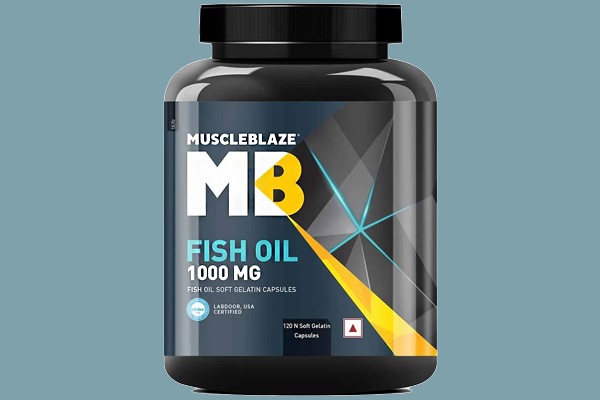 MUSCLEBLAZE®
MB
FISH OIL
1000 MG
FISH OIL SOFT GELATIN CAPSULES
LABDOOR, USA
CERTIFIED
120 N Soft Gelatin
Capsules